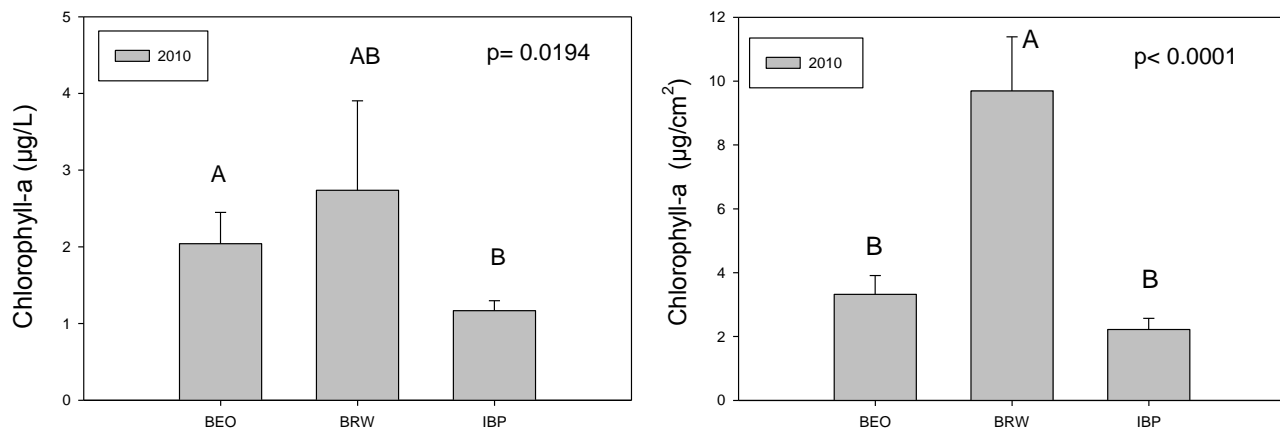 5
4
3
2
1
0
Chlorophyll-a (µg/L)
2010
p= 0.0194
A
AB
B
BEO
BRW
IBP
12
10
8
6
4
2
0
Chlorophyll-a (µg/cm²)
2010
p< 0.0001
B
A
B
BEO
BRW
IBP